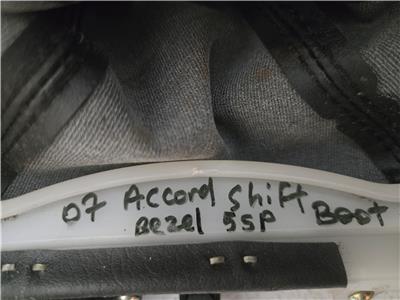 07 Accord Shift Boot
Bezel 5SP